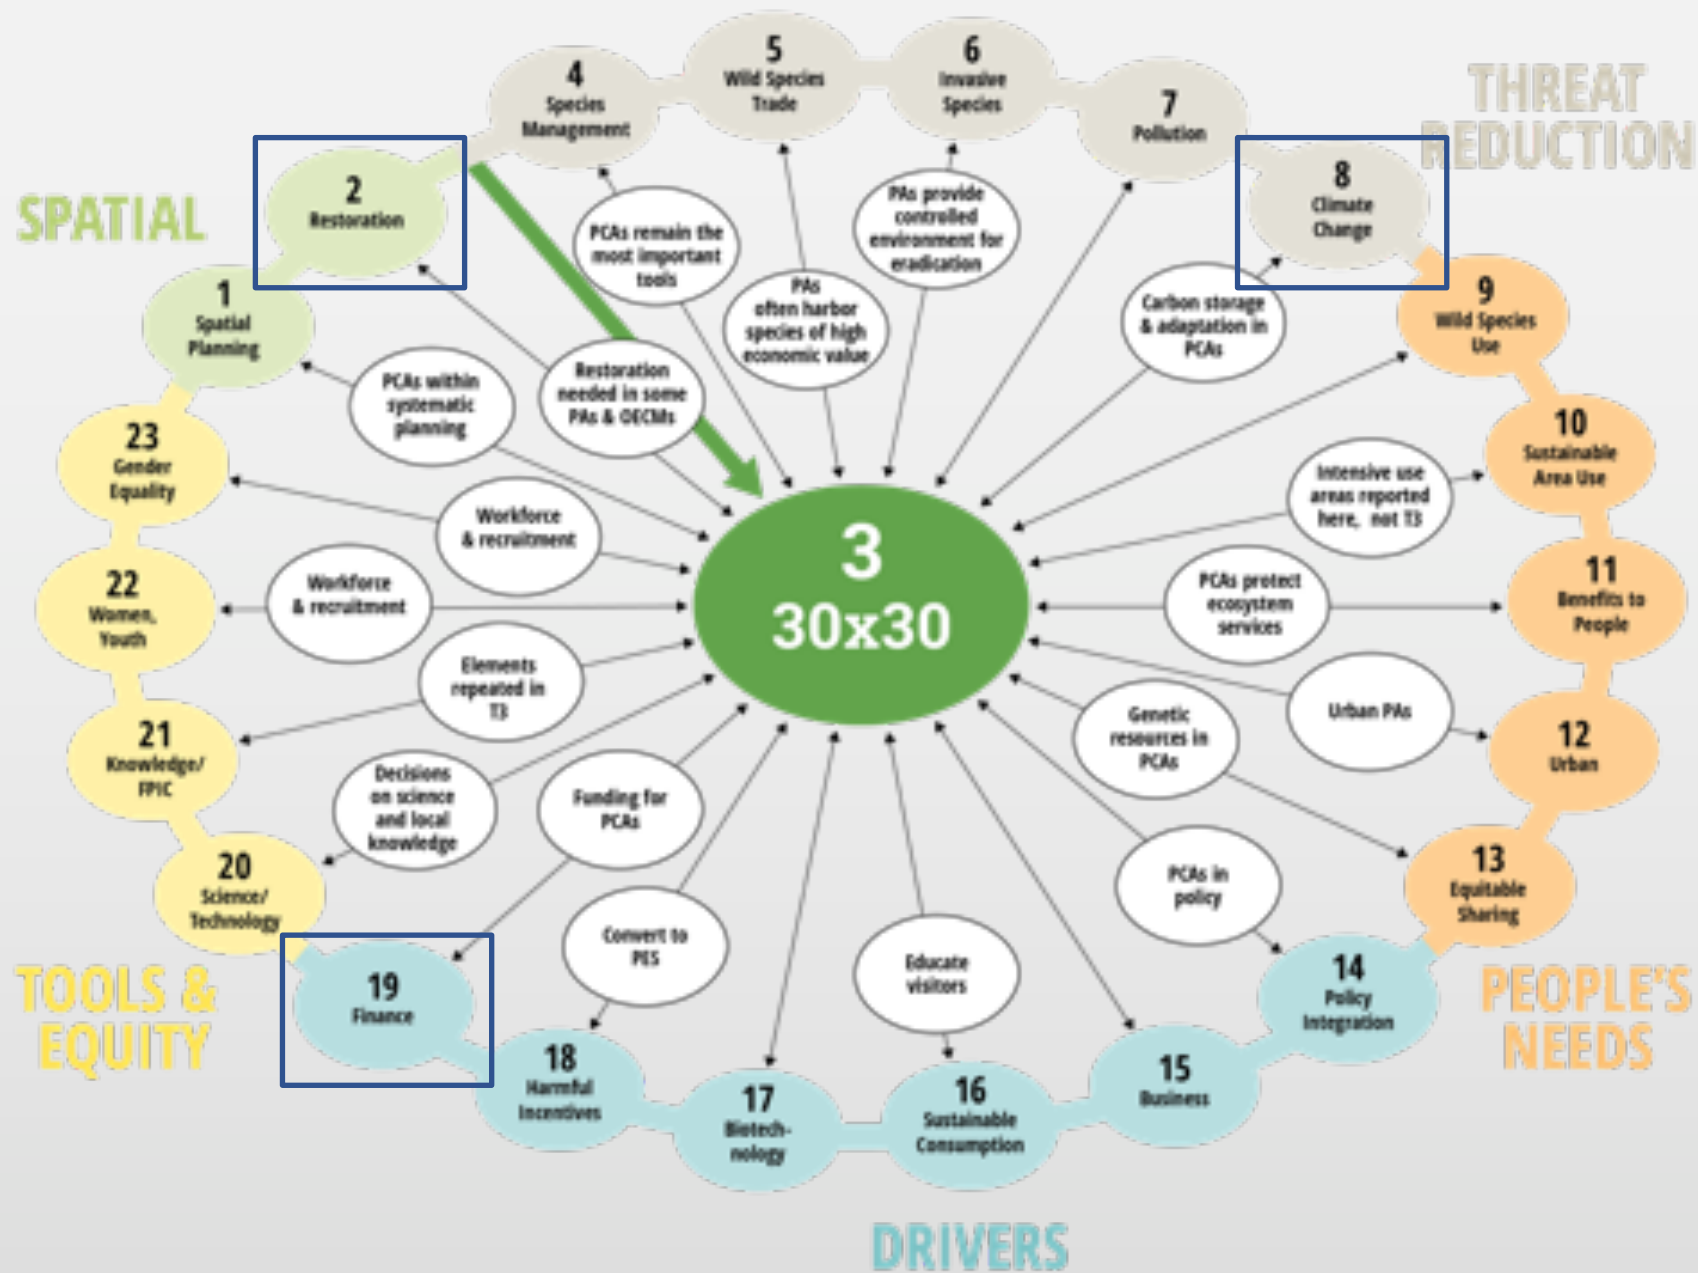 5
Wild Species
Trade
6
Invasive
Species
4
Species
Management
7
Pollution
THREAT
REDUCTION
8
Climate
Change
2
Restoration
SPATIAL
1
Spatial
Planning
PCAs remain the
most important
tools
PAs provide
controlled
environment for
eradication
PAs
often harbor
species of high
economic value
Carbon storage
& adaptation in
PCAs
9
Wild Species
Use
PCAs within
systematic
planning
Restoration
needed in some
PAs & OECMs
23
Gender
Equality
10
Sustainable
Area Use
Intensive use
areas reported
here, not T3
Workforce
& recruitment
3
30x30
22
Women,
Youth
Workforce
& recruitment
PCAs protect
ecosystem
services
11
Benefits to
People
Elements
repeated in
T3
Genetic
resources in
PCAs
Urban PAs
12
Urban
21
Knowledge/
FPIC
Decisions
on science
and local
knowledge
Funding for
PCAs
20
Science/
Technology
PCAs in
policy
13
Equitable
Sharing
Convert to
PES
Educate
visitors
TOOLS &
EQUITY
19
Finance
14
Policy
Integration
PEOPLE'S
NEEDS
18
Harmful
Incentives
17
Biotech-
nology
16
Sustainable
Consumption
15
Business
DRIVERS